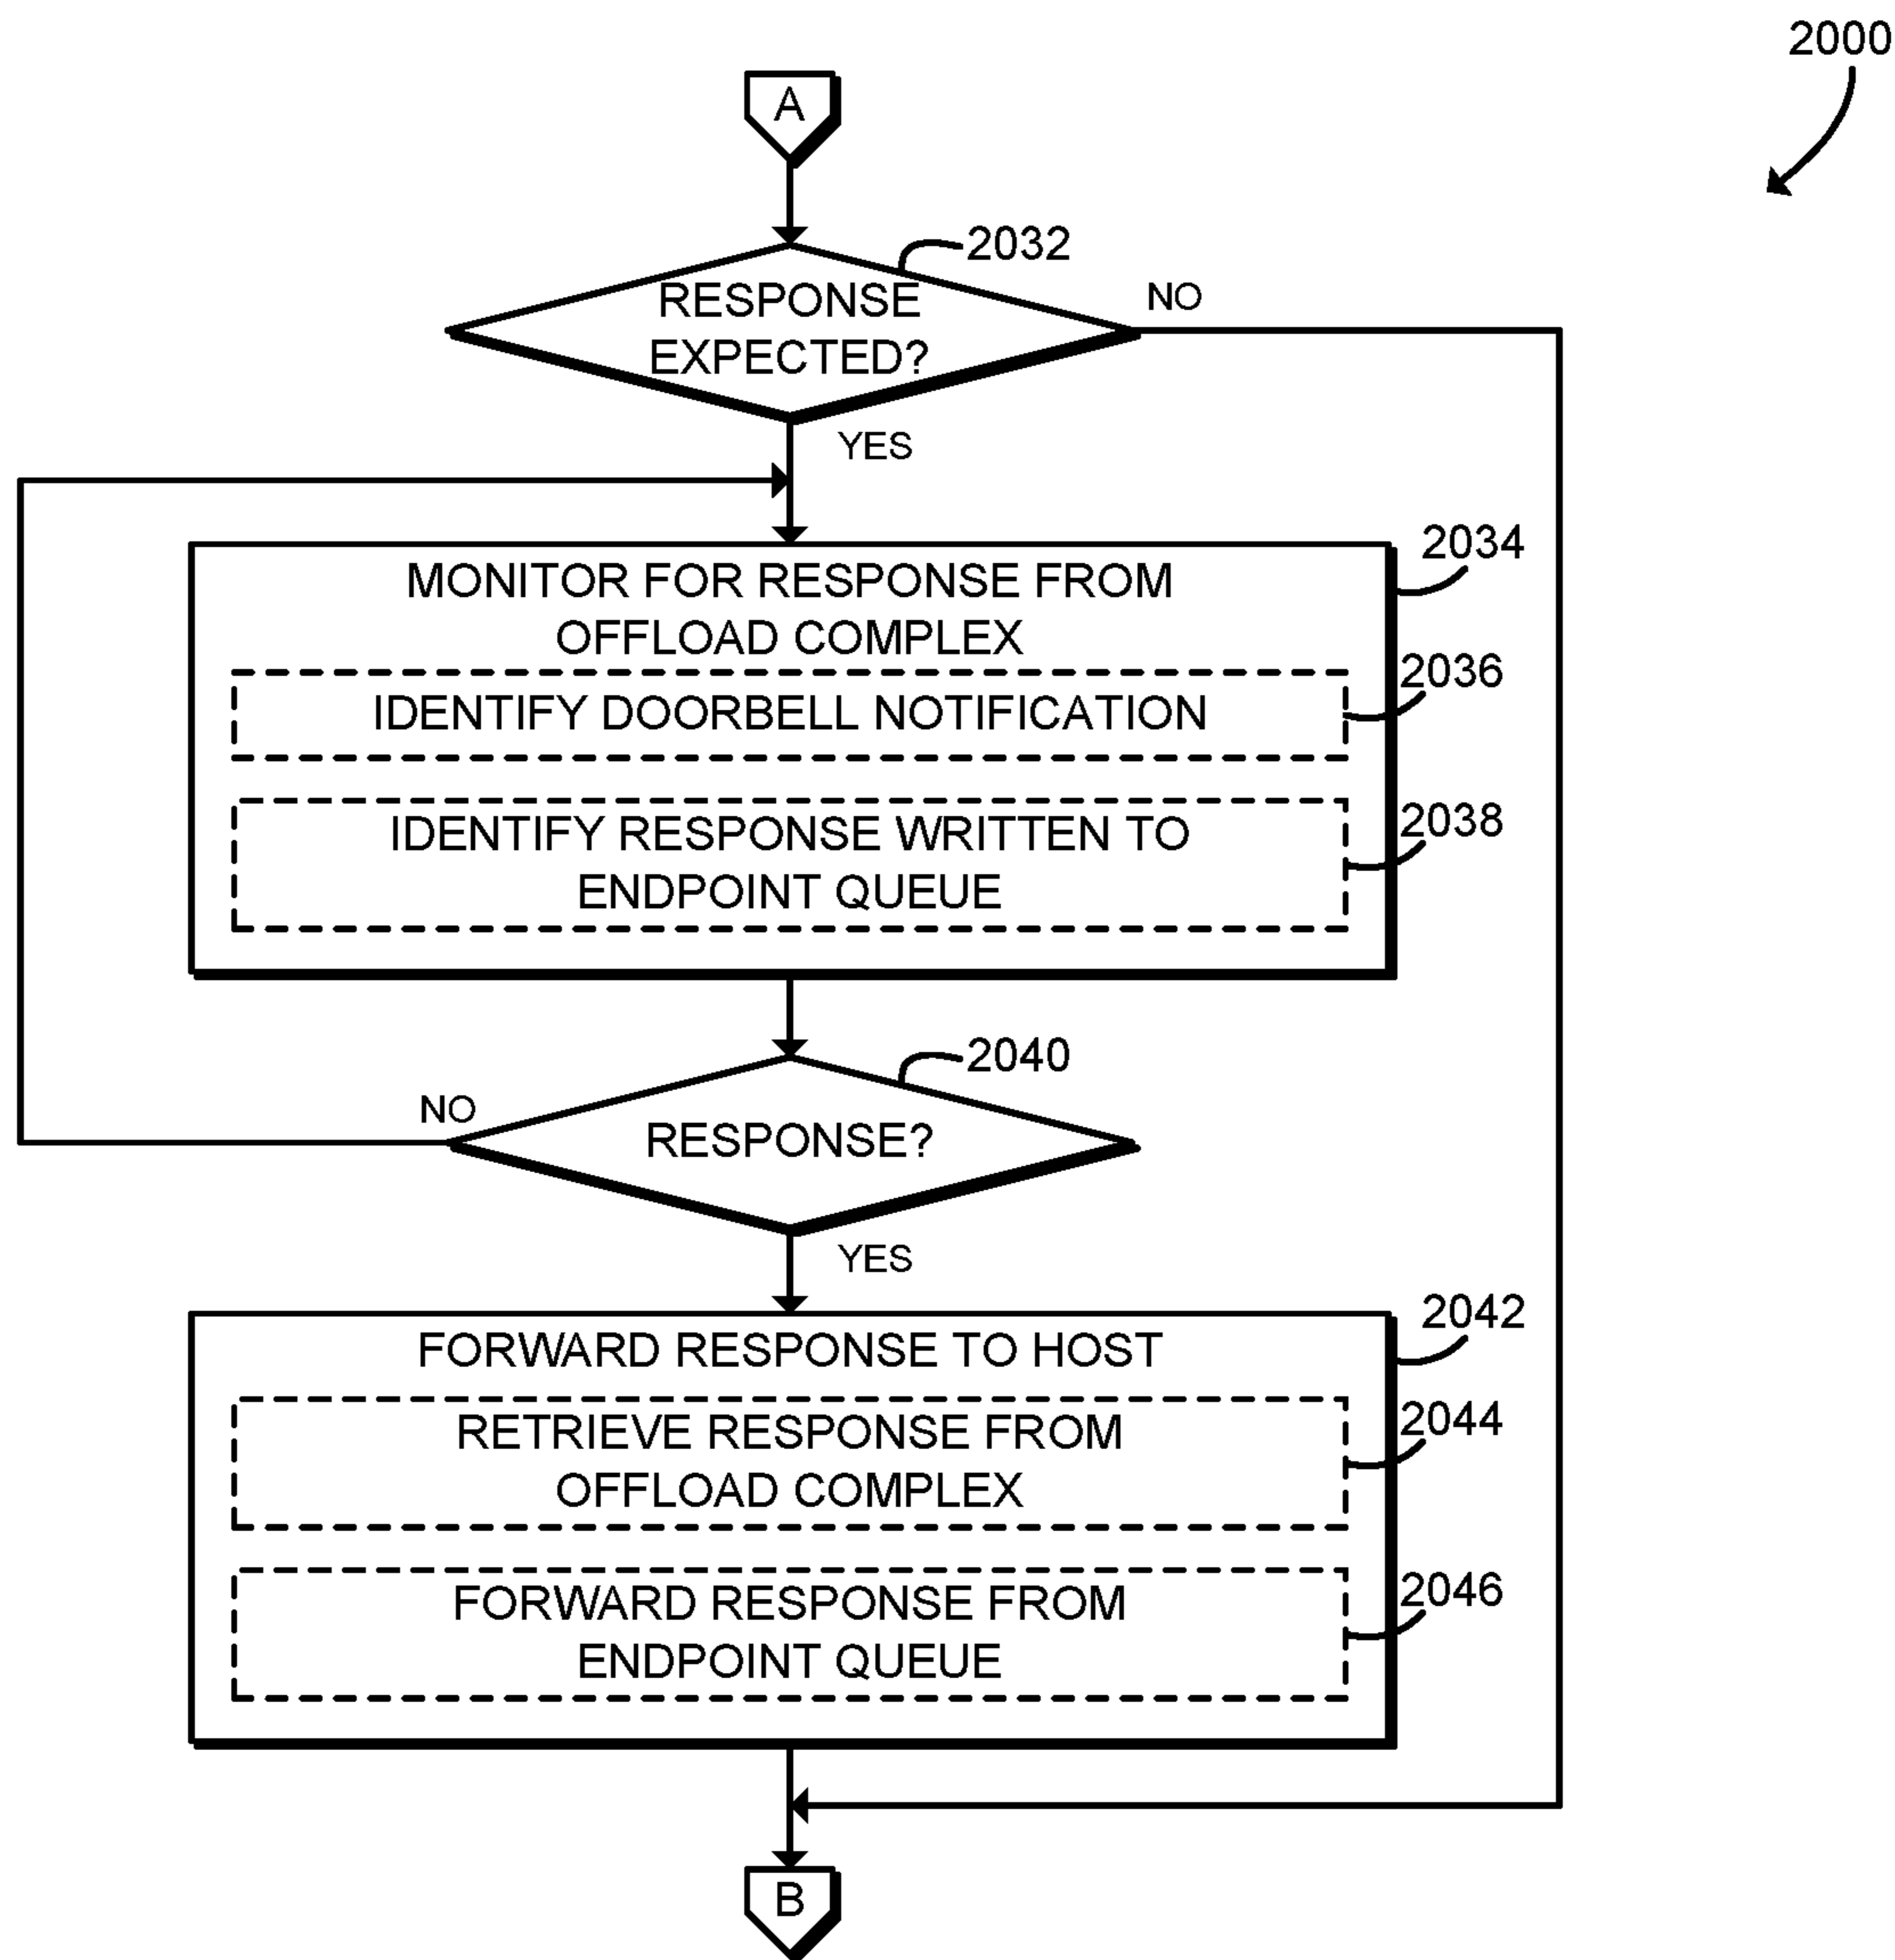 2000
A
2032
RESPONSE
EXPECTED?
NO
YES
2034
MONITOR FOR RESPONSE FROM
OFFLOAD COMPLEX
2036
IDENTIFY DOORBELL NOTIFICATION
2038
IDENTIFY RESPONSE WRITTEN TO
ENDPOINT QUEUE
2040
NO
RESPONSE?
YES
2042
FORWARD RESPONSE TO HOST
2044
RETRIEVE RESPONSE FROM
OFFLOAD COMPLEX
2046
FORWARD RESPONSE FROM
ENDPOINT QUEUE
B